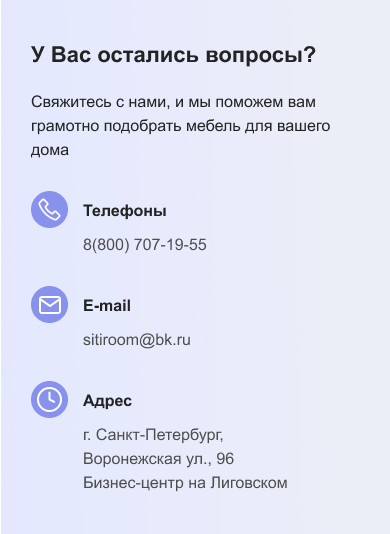 У Вас остались вопросы?
Свяжитесь с нами, и мы поможем вам
грамотно подобрать мебель для вашего
дома
Телефоны
8(800) 707-19-55
E-mail
sitiroom@bk.ru
Адрес
г. Санкт-Петербург,
Воронежская ул., 96
Бизнес-центр на Лиговском